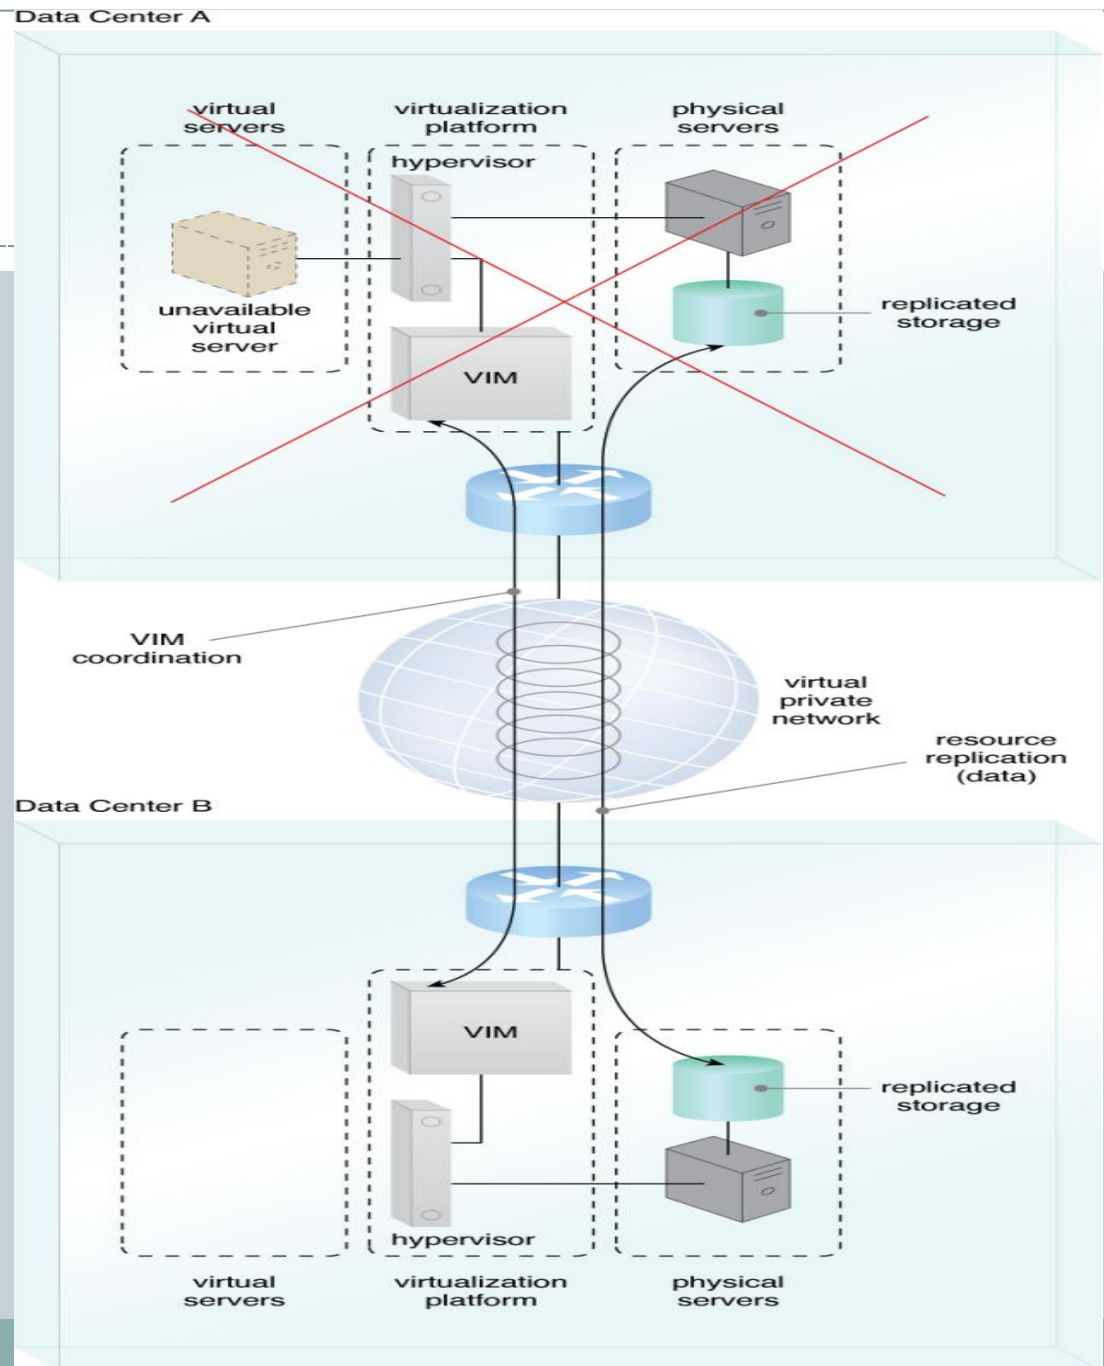 Data Center A
virtual
servers
virtualization
platform
physical
servers
hypervisor
unavailable
virtual
server
VIM
replicated
storage
VIM
coordination
virtual
private
network
resource
replication
(data)
Data Center B
VIM
replicated
storage
hypervisor
virtual
servers
virtualization
platform
physical
servers